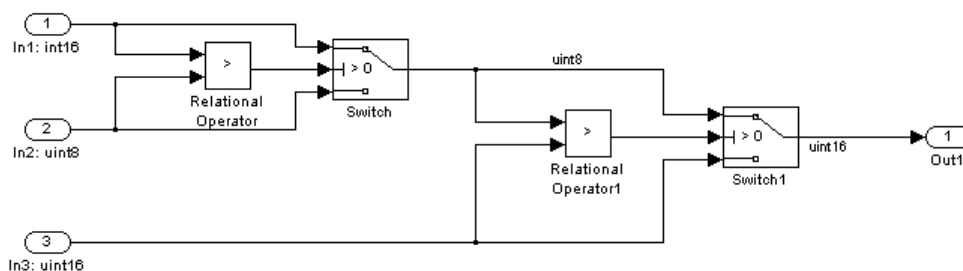 1
In1: int16
>
Relational
Operator
> 0
Switch
2
In2: uint8
uint8
>
Relational
Operator1
> 0
Switch1
uint16
1
Out1
3
In3: uint16